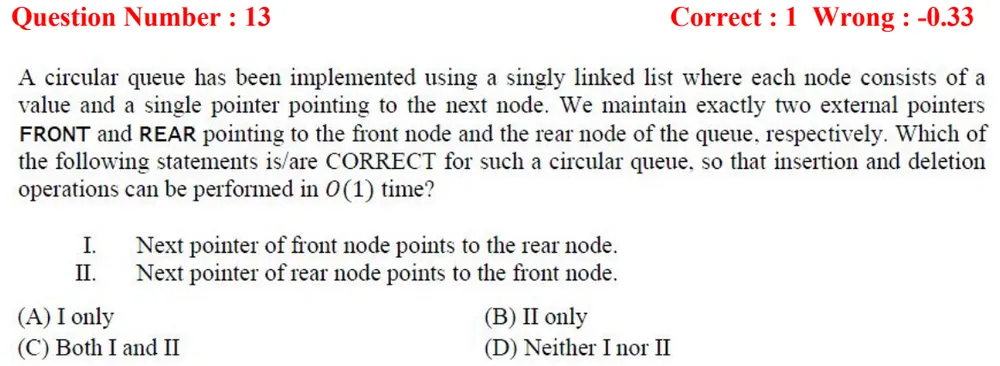 Question Number : 13 Correct : 1 Wrong : -0.33
A circular queue has been implemented using a singly linked list where each node consists of a
value and a single pointer pointing to the next node. We maintain exactly two external pointers
FRONT and REAR pointing to the front node and the rear node of the queue, respectively. Which of
the following statements is/are CORRECT for such a circular queue, so that insertion and deletion
operations can be performed in O(1) time?
I. Next pointer of front node points to the rear node.
II. Next pointer of rear node points to the front node.
(A) I only (B) II only
(C) Both I and II (D) Neither I nor II